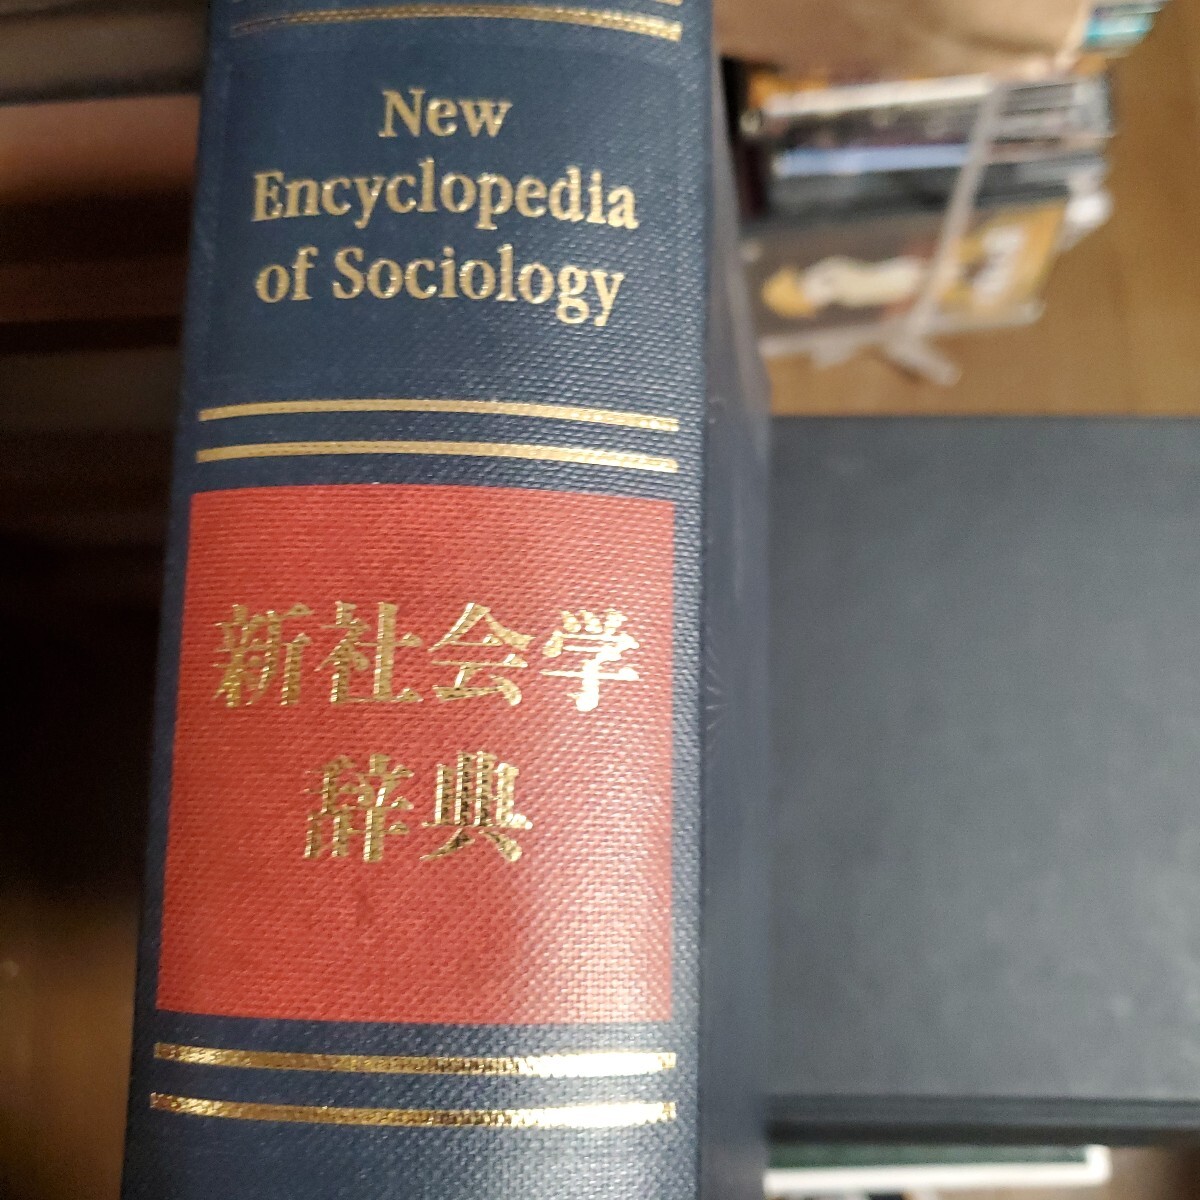 New
Encyclopedia
of Sociology
新社会学
辞典